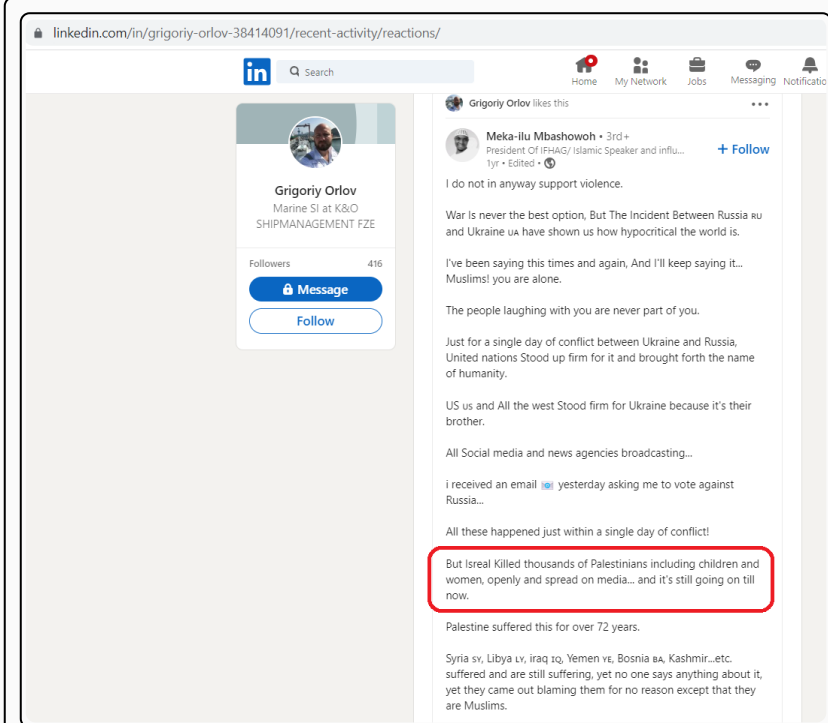 linkedin.com/in/grigoriy-orlov-38414091/recent-activity/reactions/
in
Search
Home
My Network
Jobs
Messaging
Notificatio
Grigoriy Orlov
Marine SI at K&O
SHIPMANAGEMENT FZE
Followers 416
Message
Follow
Grigoriy Orlov likes this
Meka-ilu Mbashowoh • 3rd+
President Of IFHAG/ Islamic Speaker and influ...
1yr • Edited •
+ Follow
I do not in anyway support violence.
War Is never the best option, But The Incident Between Russia RU
and Ukraine UA have shown us how hypocritical the world is.
I've been saying this times and again, And I'll keep saying it...
Muslims! you are alone.
The people laughing with you are never part of you.
Just for a single day of conflict between Ukraine and Russia,
United nations Stood up firm for it and brought forth the name
of humanity.
US us and All the west Stood firm for Ukraine because it's their
brother.
All Social media and news agencies broadcasting...
i received an email 📧 yesterday asking me to vote against
Russia...
All these happened just within a single day of conflict!
But Isreal Killed thousands of Palestinians including children and
women, openly and spread on media... and it's still going on till
now.
Palestine suffered this for over 72 years.
Syria SY, Libya LY, iraq IQ, Yemen YE, Bosnia BA, Kashmir...etc.
suffered and are still suffering, yet no one says anything about it,
yet they came out blaming them for no reason except that they
are Muslims.